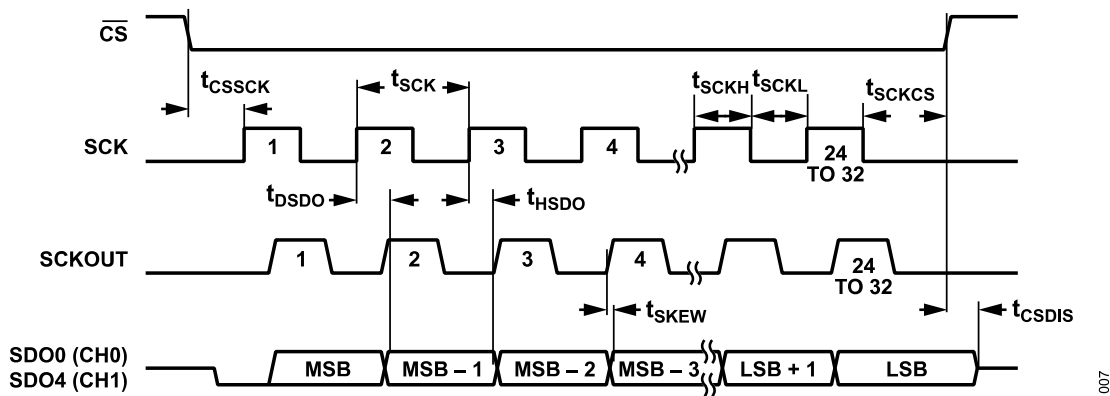 CS
tCSSCK
tSCK
tSCKH
tSCKL
tSCKCS
SCK
1
2
3
4
24
TO 32
tDSDO
tHSDO
SCKOUT
1
2
3
4
24
TO 32
tSKEW
tCSDIS
SDO0 (CH0)
SDO4 (CH1)
MSB
MSB – 1
MSB – 2
MSB – 3
LSB + 1
LSB
007